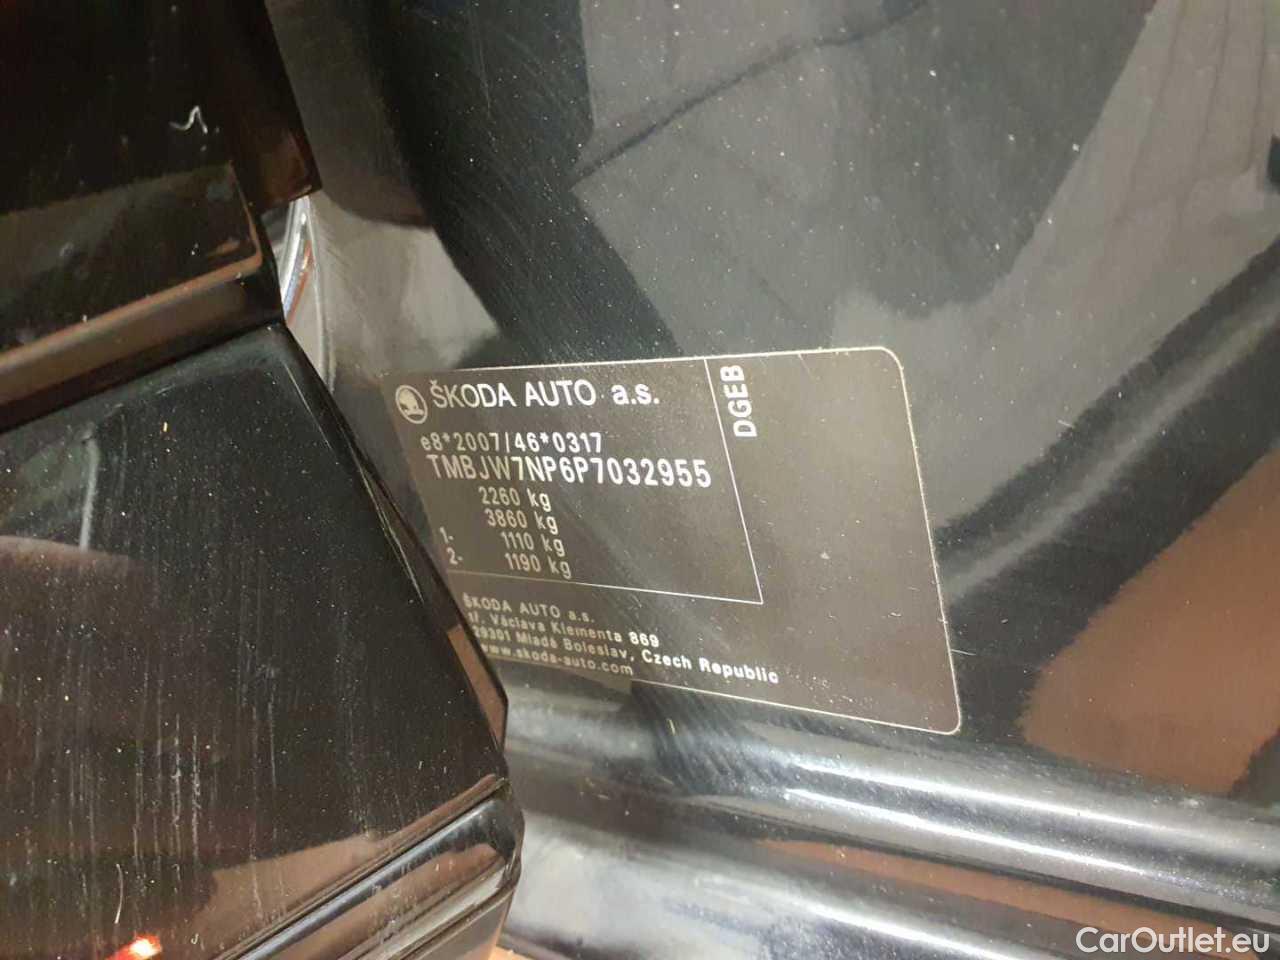 ŠKODA AUTO a.s.
DGEB
e8*2007/46*0317
TMBJW7NP6P7032955
2260 kg
3860 kg
1- 1110 kg
2- 1190 kg
ŠKODA AUTO a.s.
tř. Václava Klementa 869
29301 Mladá Boleslav, Czech Republic
www.skoda-auto.com
CarOutlet.eu